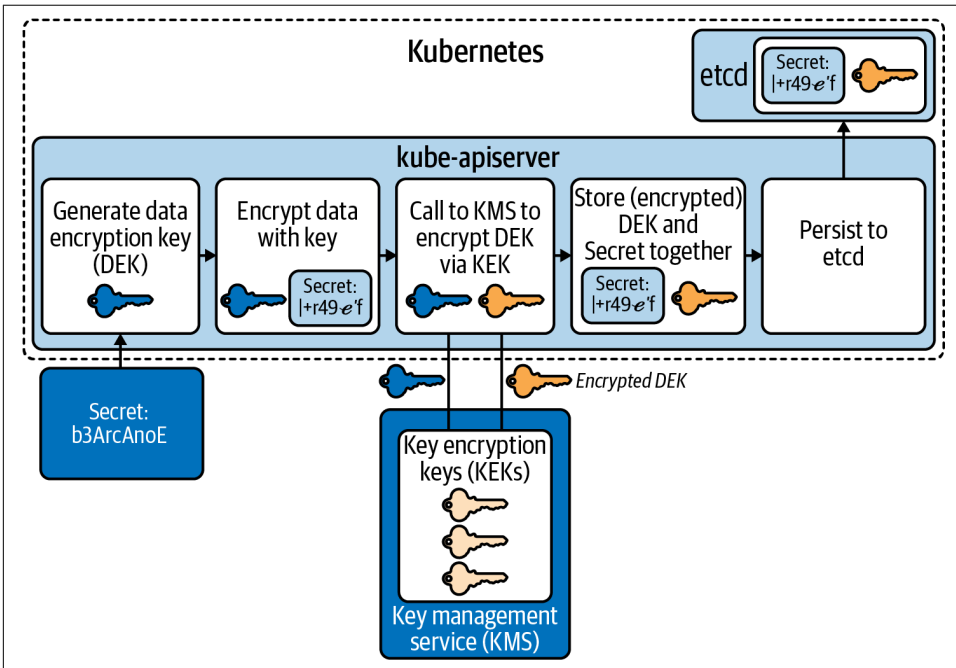 Kubernetes
etcd
Secret:
|+r49𝑒'f
kube-apiserver
Generate data
encryption key
(DEK)
Encrypt data
with key
Secret:
|+r49𝑒'f
Call to KMS to
encrypt DEK
via KEK
Store (encrypted)
DEK and
Secret together
Secret:
|+r49𝑒'f
Persist to
etcd
Secret:
b3ArcAnoE
Encrypted DEK
Key encryption
keys (KEKs)
Key management
service (KMS)